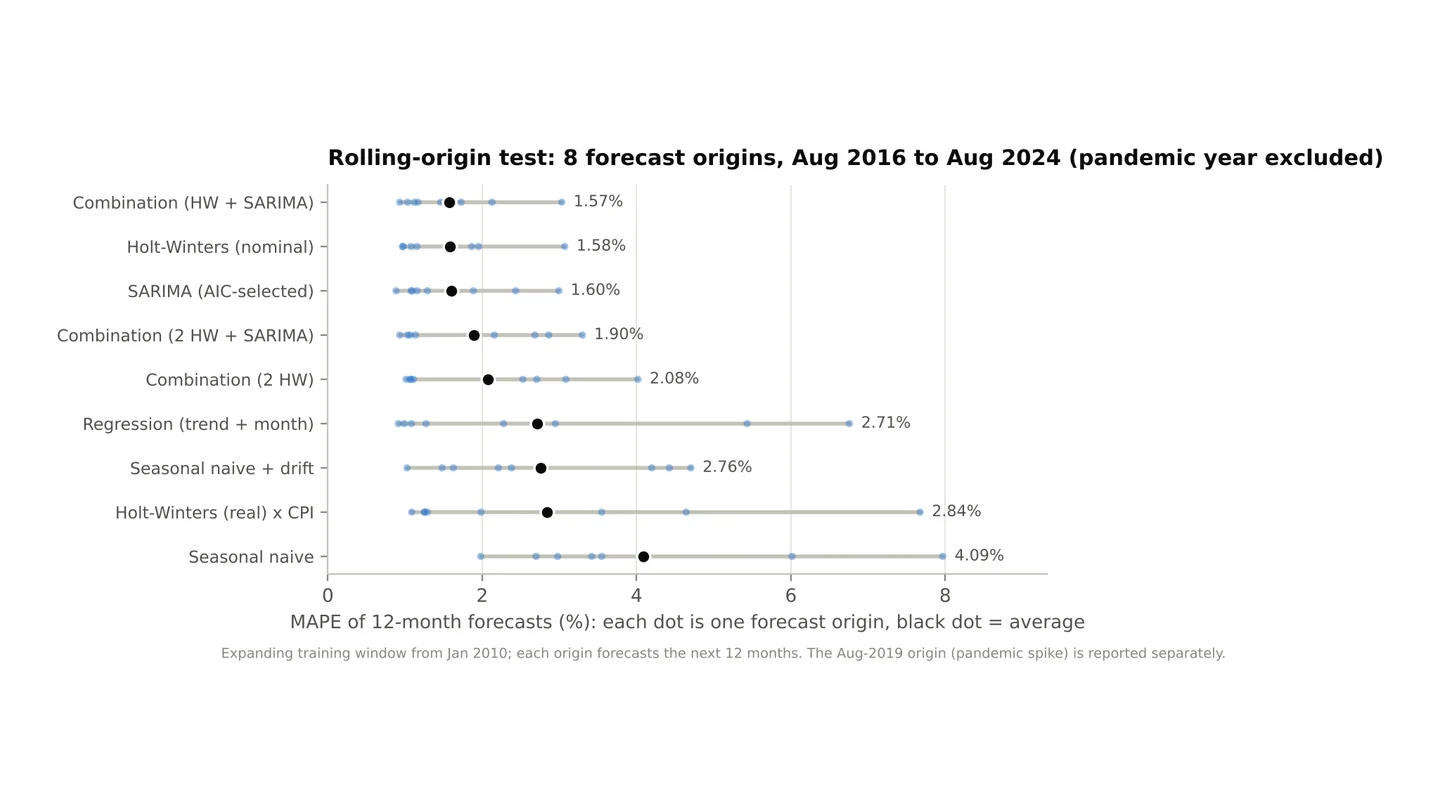 Rolling-origin test: 8 forecast origins, Aug 2016 to Aug 2024 (pandemic year excluded)
Combination (HW + SARIMA) 1.57%
Holt-Winters (nominal) 1.58%
SARIMA (AIC-selected) 1.60%
Combination (2 HW + SARIMA) 1.90%
Combination (2 HW) 2.08%
Regression (trend + month) 2.71%
Seasonal naive + drift 2.76%
Holt-Winters (real) x CPI 2.84%
Seasonal naive 4.09%
0 2 4 6 8
MAPE of 12-month forecasts (%): each dot is one forecast origin, black dot = average
Expanding training window from Jan 2010; each origin forecasts the next 12 months. The Aug-2019 origin (pandemic spike) is reported separately.